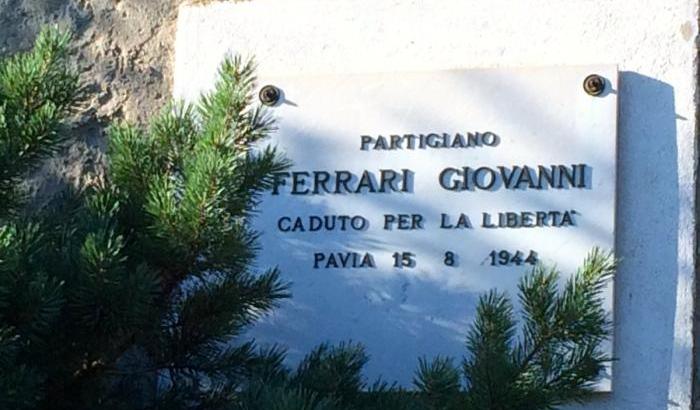 PARTIGIANO
FERRARI GIOVANNI
CADUTO PER LA LIBERTA'
PAVIA 15 8 1944